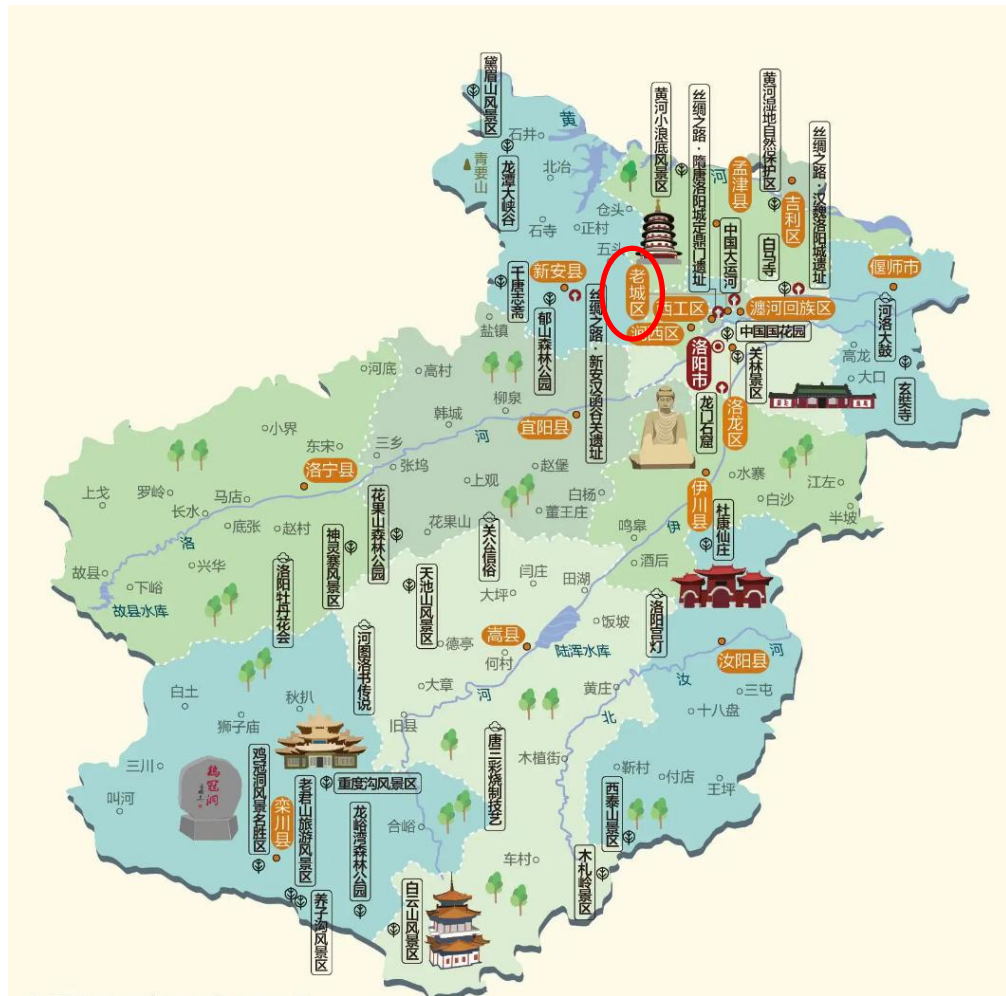 黛眉山风景区
石井
黄
青要山
北冶
龙潭大峡谷
仓头
石寺
正村
五头
黄河小浪底风景区
河
丝绸之路·隋唐洛阳城定鼎门遗址
孟津县
黄河湿地自然保护区
吉利区
丝绸之路·汉魏洛阳城遗址
白马寺
中国大运河
偃师市
新安县
千唐志斋
郁山森林公园
丝绸之路·新安汉函谷关遗址
老城区
西工区
瀍河回族区
涧西区
中国国花园
洛阳市
关林景区
河洛大鼓
高龙
大口
玄奘寺
盐镇
河底
高村
柳泉
韩城
河
宜阳县
龙门石窟
洛龙区
小界
东宋
三乡
洛宁县
张坞
赵堡
上观
白杨
董王庄
伊川县
水寨
江左
白沙
半坡
上戈
罗岭
马店
长水
底张
赵村
花果山森林公园
花果山
关公信俗
鸣皋
伊
杜康仙庄
酒后
洛
神灵寨风景区
兴华
故县
下峪
故县水库
洛阳牡丹花会
天池山风景区
闫庄
大坪
田湖
饭坡
洛阳宫灯
河图洛书传说
德亭
嵩县
何村
陆浑水库
汝阳县
河
汝
大章
河
黄庄
北
三屯
十八盘
白土
秋扒
狮子庙
旧县
唐三彩烧制技艺
木植街
靳村
付店
王坪
三川
叫河
鸡冠洞
鸡冠洞风景名胜区
栾川县
老君山旅游风景区
重度沟风景区
龙峪湾森林公园
合峪
西泰山景区
车村
木札岭景区
养子沟风景区
白云山风景区